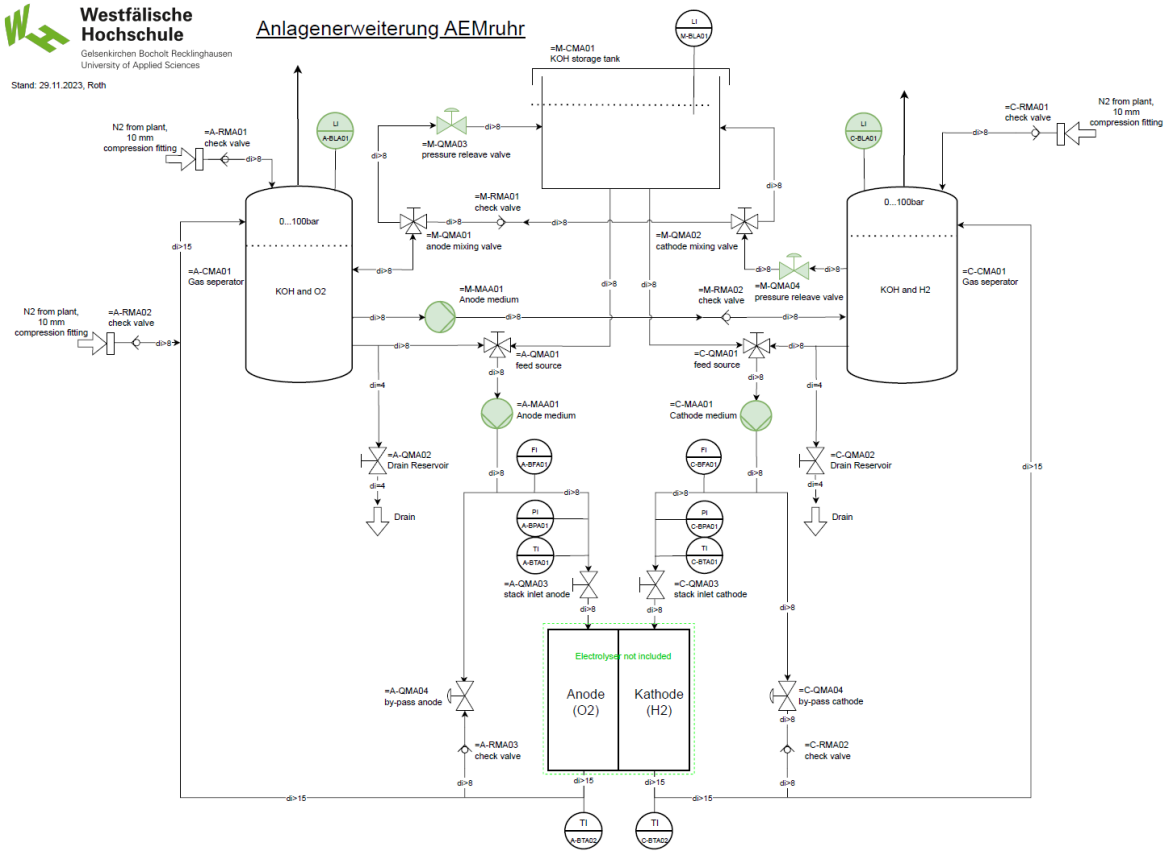 Westfälische
Hochschule
Gelsenkirchen Bocholt Recklinghausen
University of Applied Sciences
Stand: 29.11.2023, Roth
Anlagenerweiterung AEMruhr
LI
M-BLA01
=M-CMA01
KOH storage tank
N2 from plant,
10 mm
compression fitting
=A-RMA01
check valve
di>8
LI
A-BLA01
=M-QMA03
pressure releave valve
di>8
di>8
LI
C-BLA01
=C-RMA01
check valve
di>8
N2 from plant,
10 mm
compression fitting
di>8
0...100bar
=M-RMA01
check valve
di>8
di>8
=M-QMA01
anode mixing valve
=M-QMA02
cathode mixing valve
0...100bar
di>15
=A-CMA01
Gas seperator
KOH and O2
di>8
di>8
=M-QMA04
pressure releave valve
di>8
di>8
KOH and H2
=C-CMA01
Gas seperator
di>8
di>8
=M-MAA01
Anode medium
di>8
di>8
=M-RMA02
check valve
di>8
N2 from plant,
10 mm
compression fitting
=A-RMA02
check valve
di>8
di>8
=A-QMA01
feed source
=C-QMA01
feed source
di>8
di=4
di>8
di>8
di=4
=A-MAA01
Anode medium
=C-MAA01
Cathode medium
=A-QMA02
Drain Reservoir
di=4
Drain
di>8
FI
A-BFA01
di>8
PI
A-BPA01
TI
A-BTA01
FI
C-BFA01
di>8
di>8
PI
C-BPA01
TI
C-BTA01
=C-QMA02
Drain Reservoir
di=4
Drain
di>15
=A-QMA03
stack inlet anode
di>8
=C-QMA03
stack inlet cathode
di>8
di>8
di>8
Electrolyser not included
Anode
(O2)
Kathode
(H2)
=A-QMA04
by-pass anode
=C-QMA04
by-pass cathode
di>8
=A-RMA03
check valve
di>8
=C-RMA02
check valve
di>8
di>15
di>15
di>15
di>15
TI
A-BTA02
TI
C-BTA02